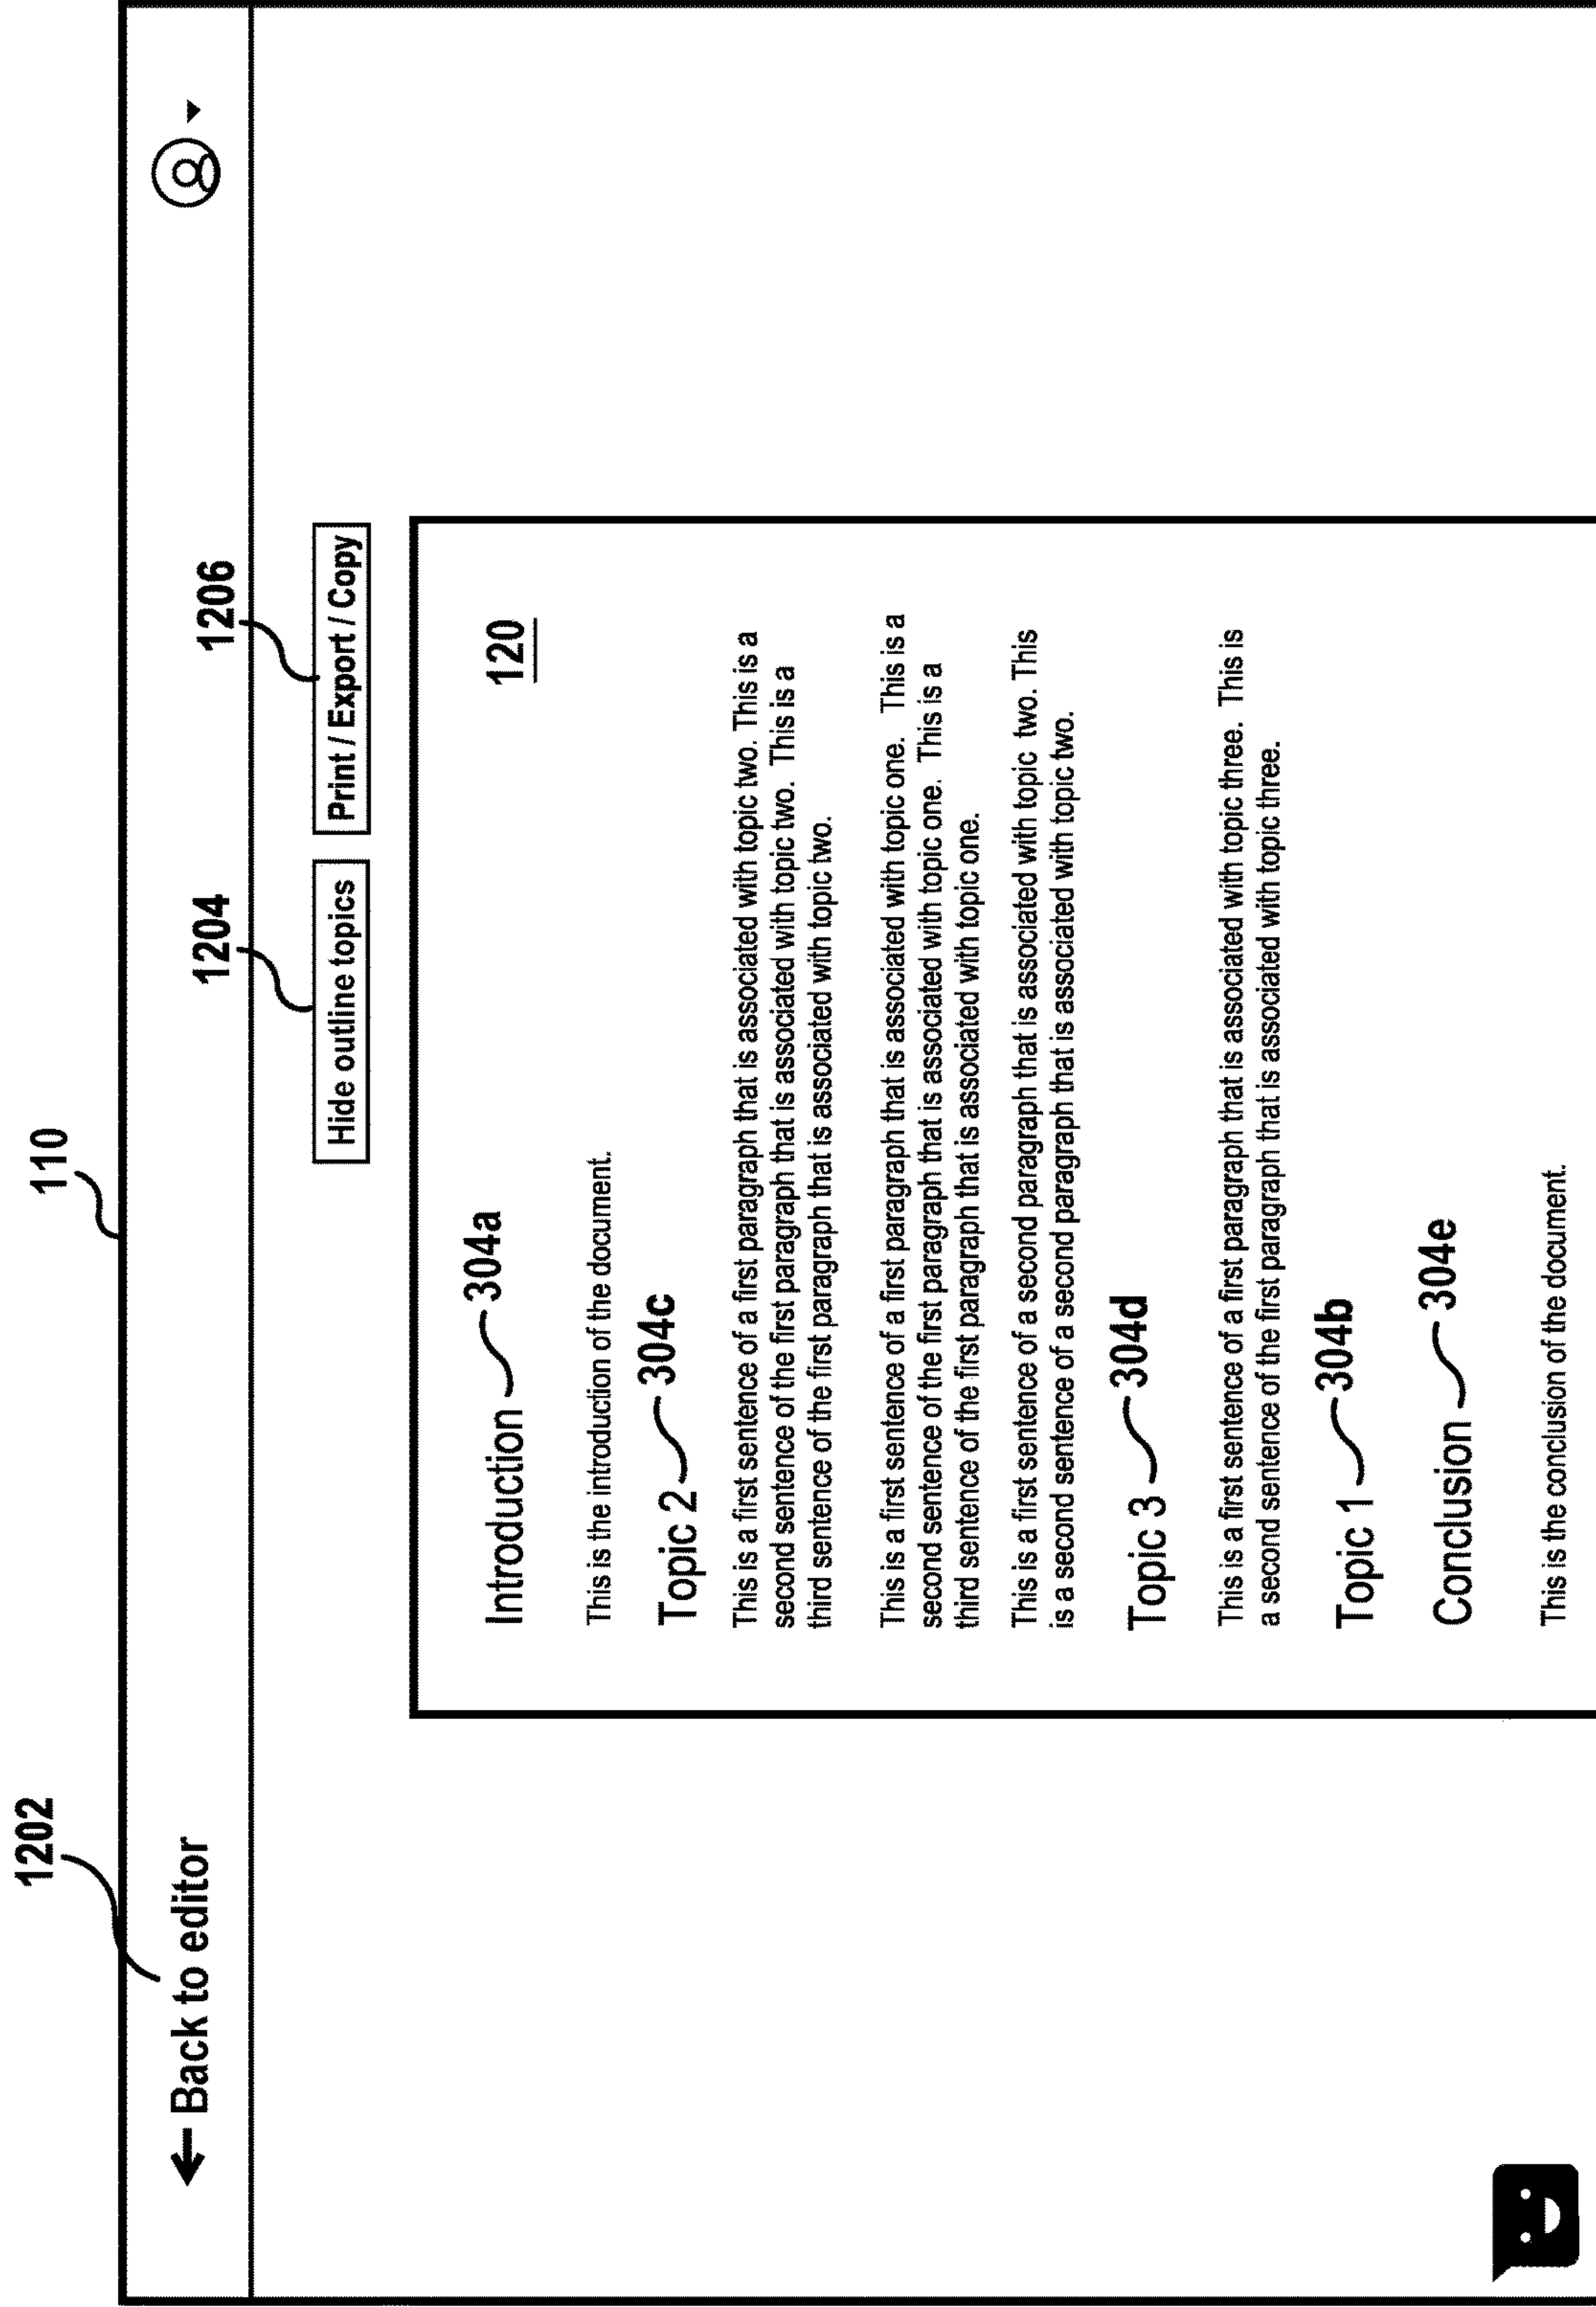 110
1202
← Back to editor
1204
1206
Hide outline topics
Print / Export / Copy
120
Introduction 304a
This is the introduction of the document.
Topic 2 304c
This is a first sentence of a first paragraph that is associated with topic two. This is a
second sentence of the first paragraph that is associated with topic two. This is a
third sentence of the first paragraph that is associated with topic two.
This is a first sentence of a first paragraph that is associated with topic one. This is a
second sentence of the first paragraph that is associated with topic one. This is a
third sentence of the first paragraph that is associated with topic one.
This is a first sentence of a second paragraph that is associated with topic two. This
is a second sentence of a second paragraph that is associated with topic two.
Topic 3 304d
This is a first sentence of a first paragraph that is associated with topic three. This is
a second sentence of the first paragraph that is associated with topic three.
Topic 1 304b
Conclusion 304e
This is the conclusion of the document.